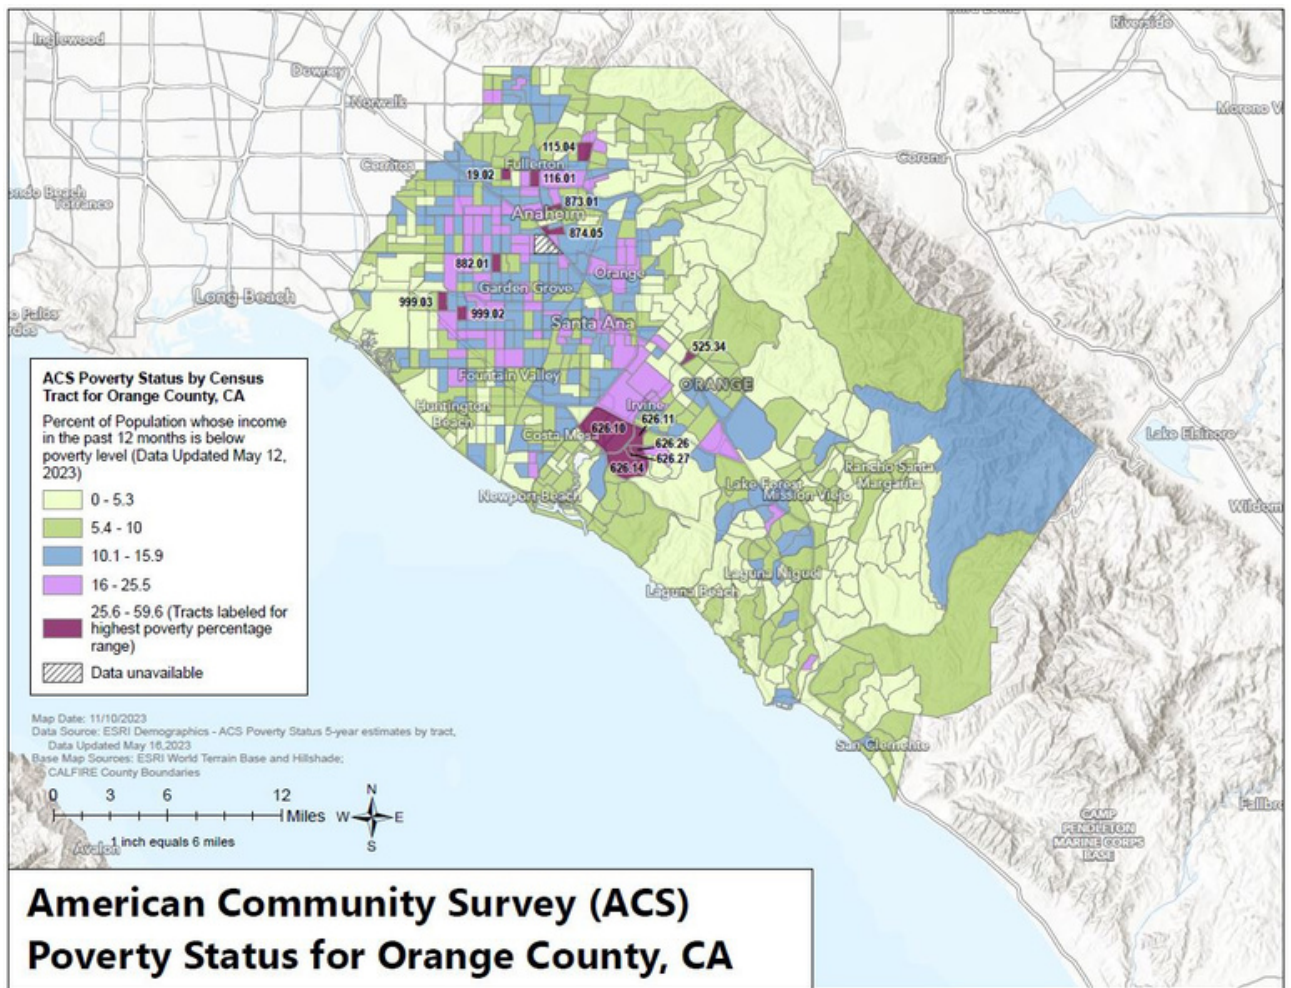 Inglewood
Riverside
Downey
Norwalk
Moreno V
Cerritos
Corona
115.04
Fullerton
19.02
116.01
ondo Beach
Torrance
873.01
Anaheim
874.05
882.01
Orange
Garden Grove
Long Beach
999.03
999.02
Santa Ana
525.34
Fountain Valley
ORANGE
Huntington
Beach
Irvine
626.11
626.10
Costa Mesa
626.26
626.27
626.14
Lake Elsinore
Rancho Santa
Margarita
Lake Forest
Mission Viejo
Newport Beach
Wildom
Laguna Niguel
Laguna Beach
San Clemente
CAMP
PENDLETON
MARINE CORPS
BASE
Fallbro
Avalon
ACS Poverty Status by Census
Tract for Orange County, CA
Percent of Population whose income
in the past 12 months is below
poverty level (Data Updated May 12,
2023)
0 - 5.3
5.4 - 10
10.1 - 15.9
16 - 25.5
25.6 - 59.6 (Tracts labeled for
highest poverty percentage
range)
Data unavailable
Map Date: 11/10/2023
Data Source: ESRI Demographics - ACS Poverty Status 5-year estimates by tract,
Data Updated May 16,2023
Base Map Sources: ESRI World Terrain Base and Hillshade;
CALFIRE County Boundaries
0 3 6 12
Miles
N
W E
S
1 inch equals 6 miles
American Community Survey (ACS)
Poverty Status for Orange County, CA